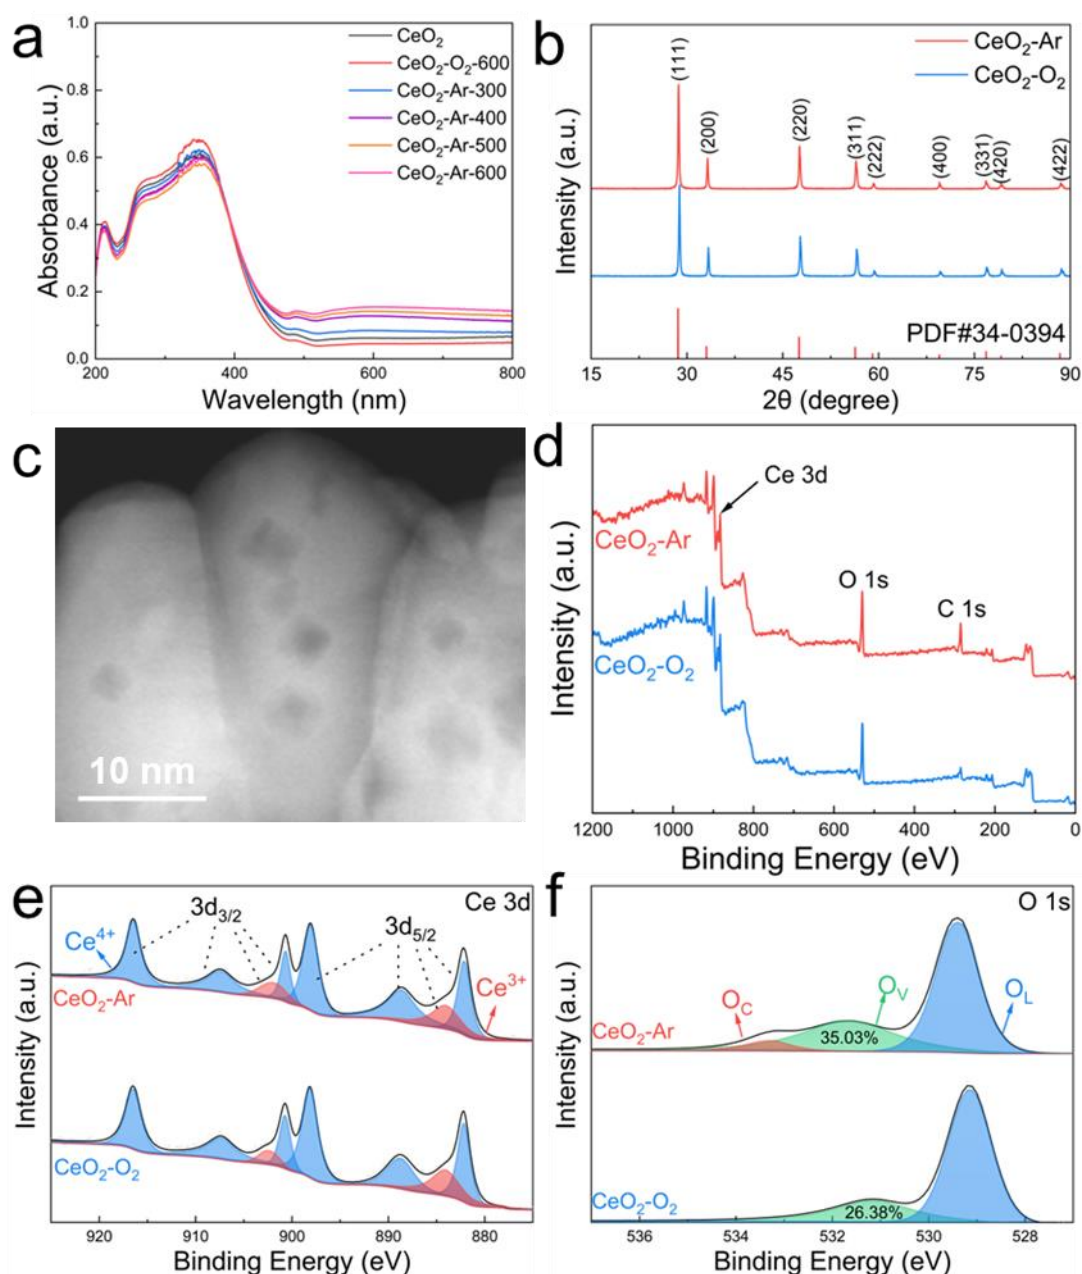 a
1.0
0.8
0.6
0.4
0.2
0.0
200
400
600
800
Absorbance (a.u.)
Wavelength (nm)
CeO₂
CeO₂-O₂-600
CeO₂-Ar-300
CeO₂-Ar-400
CeO₂-Ar-500
CeO₂-Ar-600
b
CeO₂-Ar
CeO₂-O₂
(111)
(200)
(220)
(311)
(222)
(400)
(331)
(420)
(422)
PDF#34-0394
15
30
45
60
75
90
Intensity (a.u.)
2θ (degree)
c
10 nm
d
Ce 3d
CeO₂-Ar
O 1s
C 1s
CeO₂-O₂
1200
1000
800
600
400
200
0
Intensity (a.u.)
Binding Energy (eV)
e
Ce 3d
3d₃/₂
3d₅/₂
Ce⁴⁺
Ce³⁺
CeO₂-Ar
CeO₂-O₂
920
910
900
890
880
Intensity (a.u.)
Binding Energy (eV)
f
O 1s
O_C
O_V
O_L
CeO₂-Ar
35.03%
CeO₂-O₂
26.38%
536
534
532
530
528
Intensity (a.u.)
Binding Energy (eV)